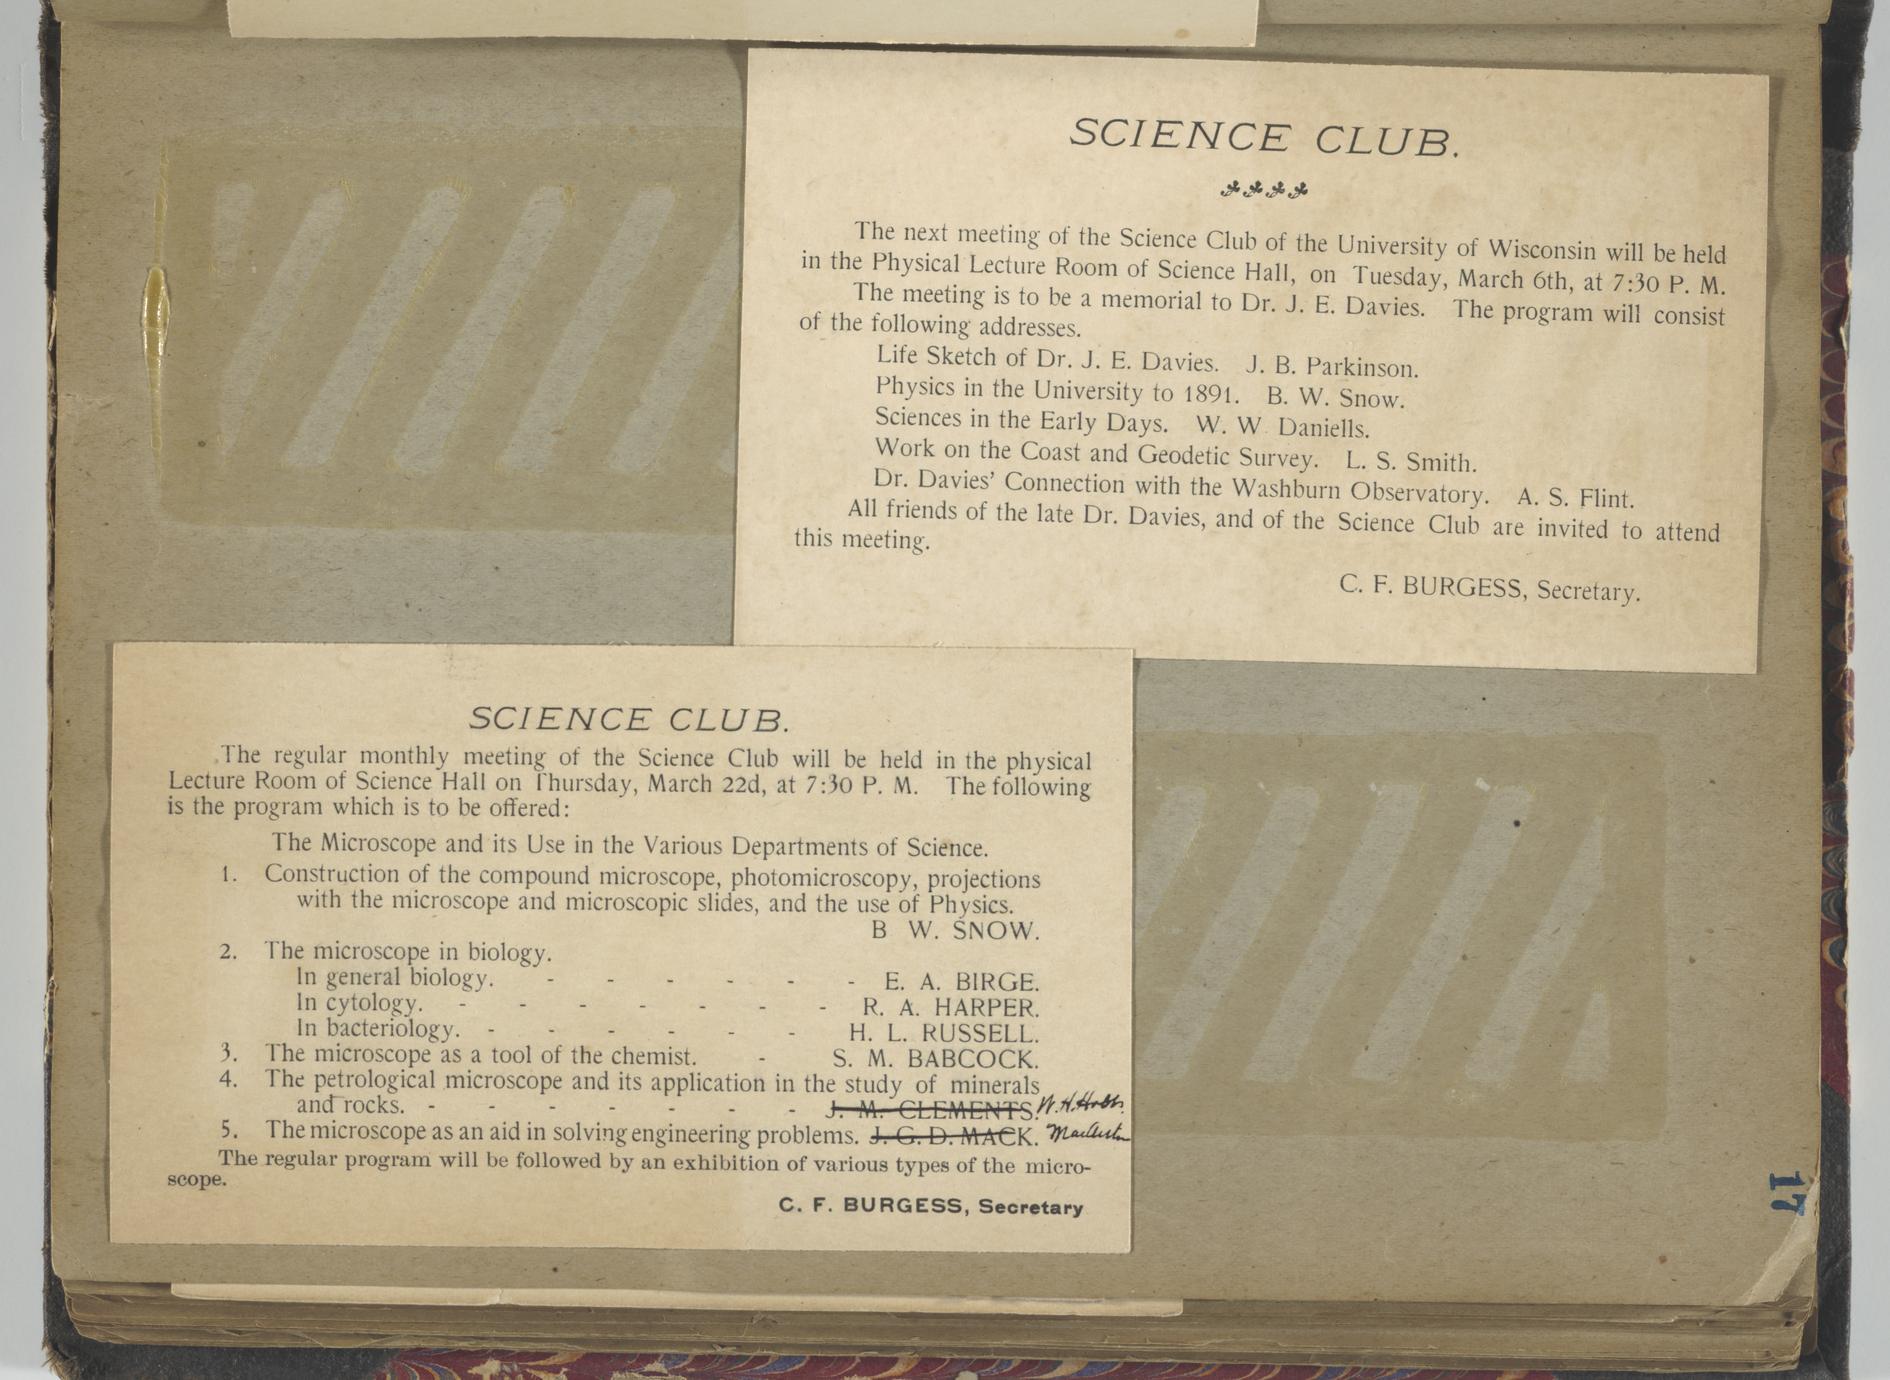 SCIENCE CLUB.
The next meeting of the Science Club of the University of Wisconsin will be held
in the Physical Lecture Room of Science Hall, on Tuesday, March 6th, at 7:30 P. M.
The meeting is to be a memorial to Dr. J. E. Davies. The program will consist
of the following addresses.
Life Sketch of Dr. J. E. Davies. J. B. Parkinson.
Physics in the University to 1891. B. W. Snow.
Sciences in the Early Days. W. W Daniells.
Work on the Coast and Geodetic Survey. L. S. Smith.
Dr. Davies' Connection with the Washburn Observatory. A. S. Flint.
All friends of the late Dr. Davies, and of the Science Club are invited to attend
this meeting.
C. F. BURGESS, Secretary.
SCIENCE CLUB.
The regular monthly meeting of the Science Club will be held in the physical
Lecture Room of Science Hall on Thursday, March 22d, at 7:30 P. M. The following
is the program which is to be offered:
The Microscope and its Use in the Various Departments of Science.
1. Construction of the compound microscope, photomicroscopy, projections
with the microscope and microscopic slides, and the use of Physics.
B W. SNOW.
2. The microscope in biology.
In general biology. - - - - - - E. A. BIRGE.
In cytology. - - - - - - - R. A. HARPER.
In bacteriology. - - - - - - H. L. RUSSELL.
3. The microscope as a tool of the chemist. - S. M. BABCOCK.
4. The petrological microscope and its application in the study of minerals
and rocks. - - - - - - - J. M. CLEMENTS. W. H. Hobbs.
5. The microscope as an aid in solving engineering problems. J. G. D. MACK.
The regular program will be followed by an exhibition of various types of the micro-
scope.
C. F. BURGESS, Secretary
17